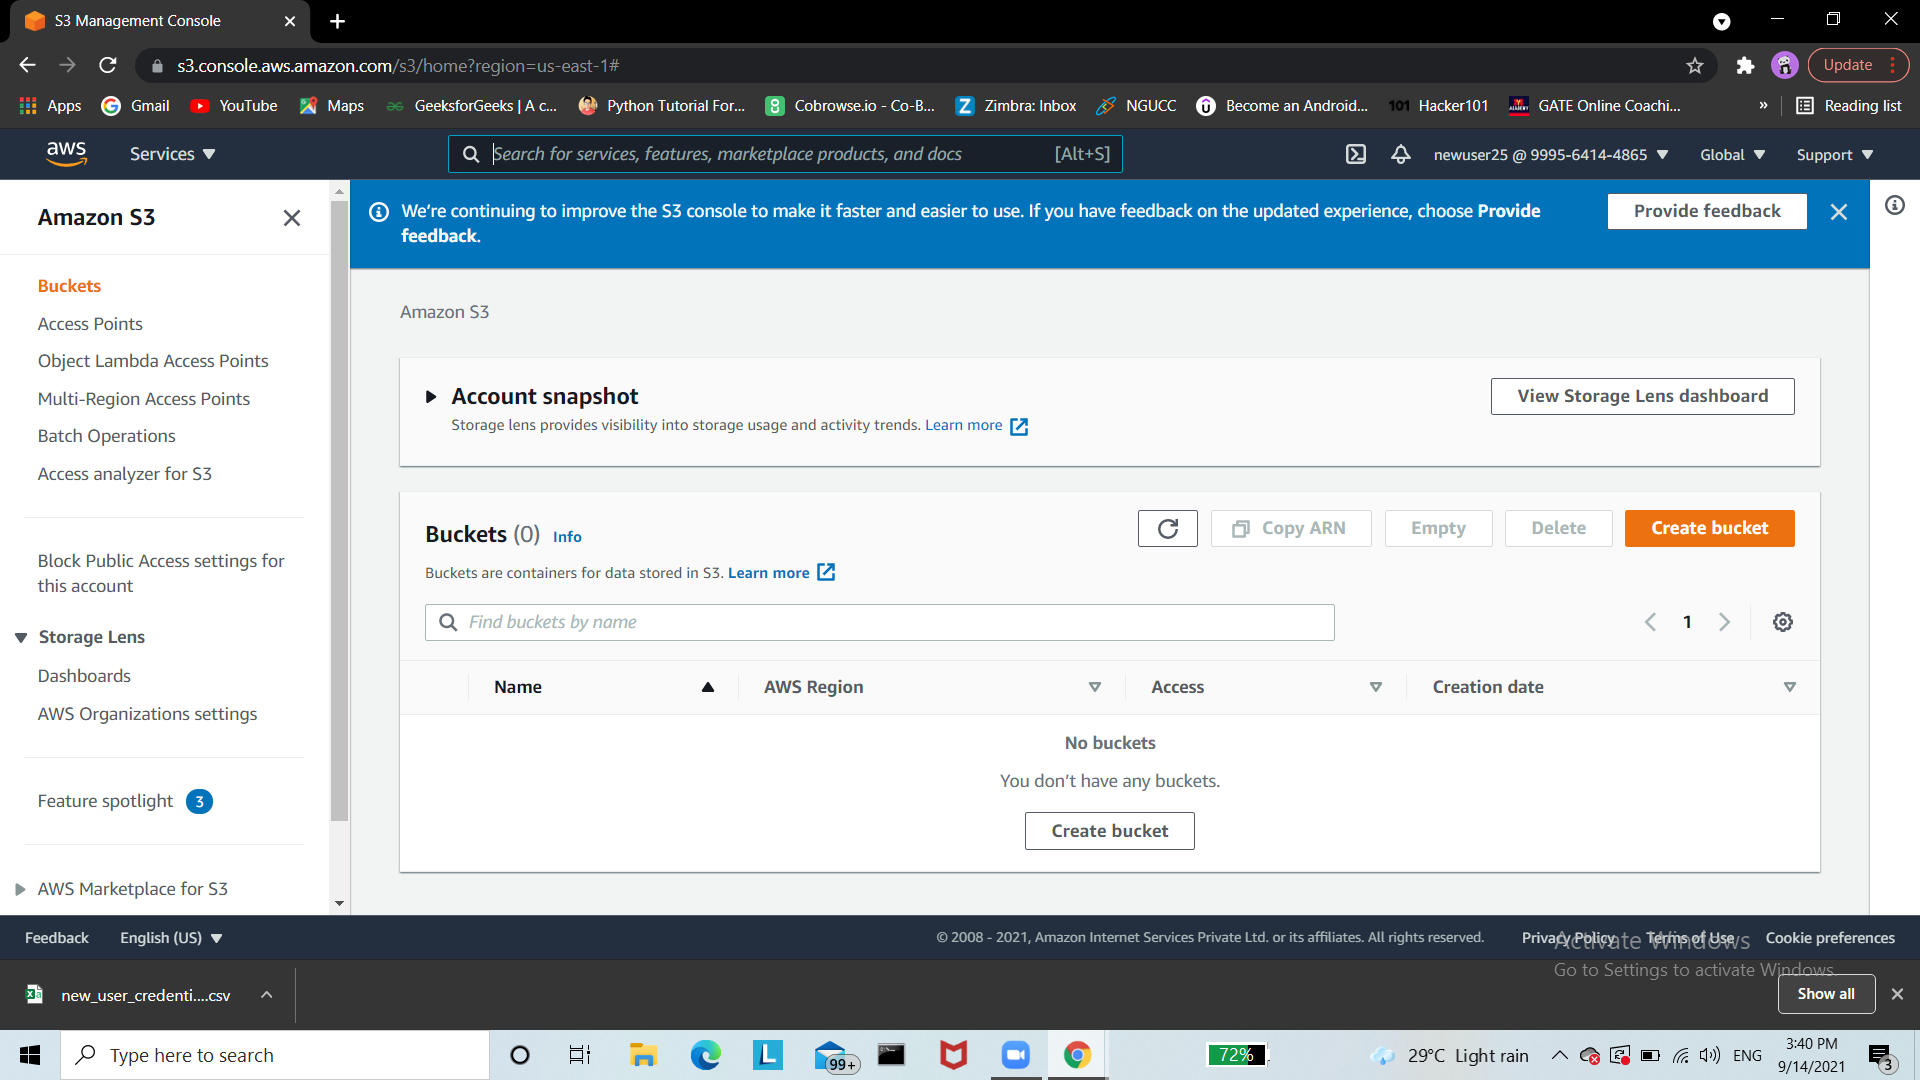 S3 Management Console
s3.console.aws.amazon.com/s3/home?region=us-east-1#
Update
Apps
Gmail
YouTube
Maps
GeeksforGeeks | A c...
Python Tutorial For...
Cobrowse.io - Co-B...
Zimbra: Inbox
NGUCC
Become an Android...
Hacker101
GATE Online Coachi...
»
Reading list
aws
Services
Search for services, features, marketplace products, and docs
[Alt+S]
newuser25 @ 9995-6414-4865
Global
Support
Amazon S3
Buckets
Access Points
Object Lambda Access Points
Multi-Region Access Points
Batch Operations
Access analyzer for S3
Block Public Access settings for
this account
Storage Lens
Dashboards
AWS Organizations settings
Feature spotlight 3
AWS Marketplace for S3
We're continuing to improve the S3 console to make it faster and easier to use. If you have feedback on the updated experience, choose Provide
feedback.
Provide feedback
Amazon S3
Account snapshot
Storage lens provides visibility into storage usage and activity trends. Learn more
View Storage Lens dashboard
Buckets (0) Info
Buckets are containers for data stored in S3. Learn more
Copy ARN
Empty
Delete
Create bucket
Find buckets by name
1
Name
AWS Region
Access
Creation date
No buckets
You don't have any buckets.
Create bucket
Feedback
English (US)
© 2008 - 2021, Amazon Internet Services Private Ltd. or its affiliates. All rights reserved.
Privacy Policy
Terms of Use
Cookie preferences
Activate Windows
Go to Settings to activate Windows.
new_user_credenti....csv
Show all
Type here to search
L
99+
72%
29°C Light rain
ENG
3:40 PM
9/14/2021
3